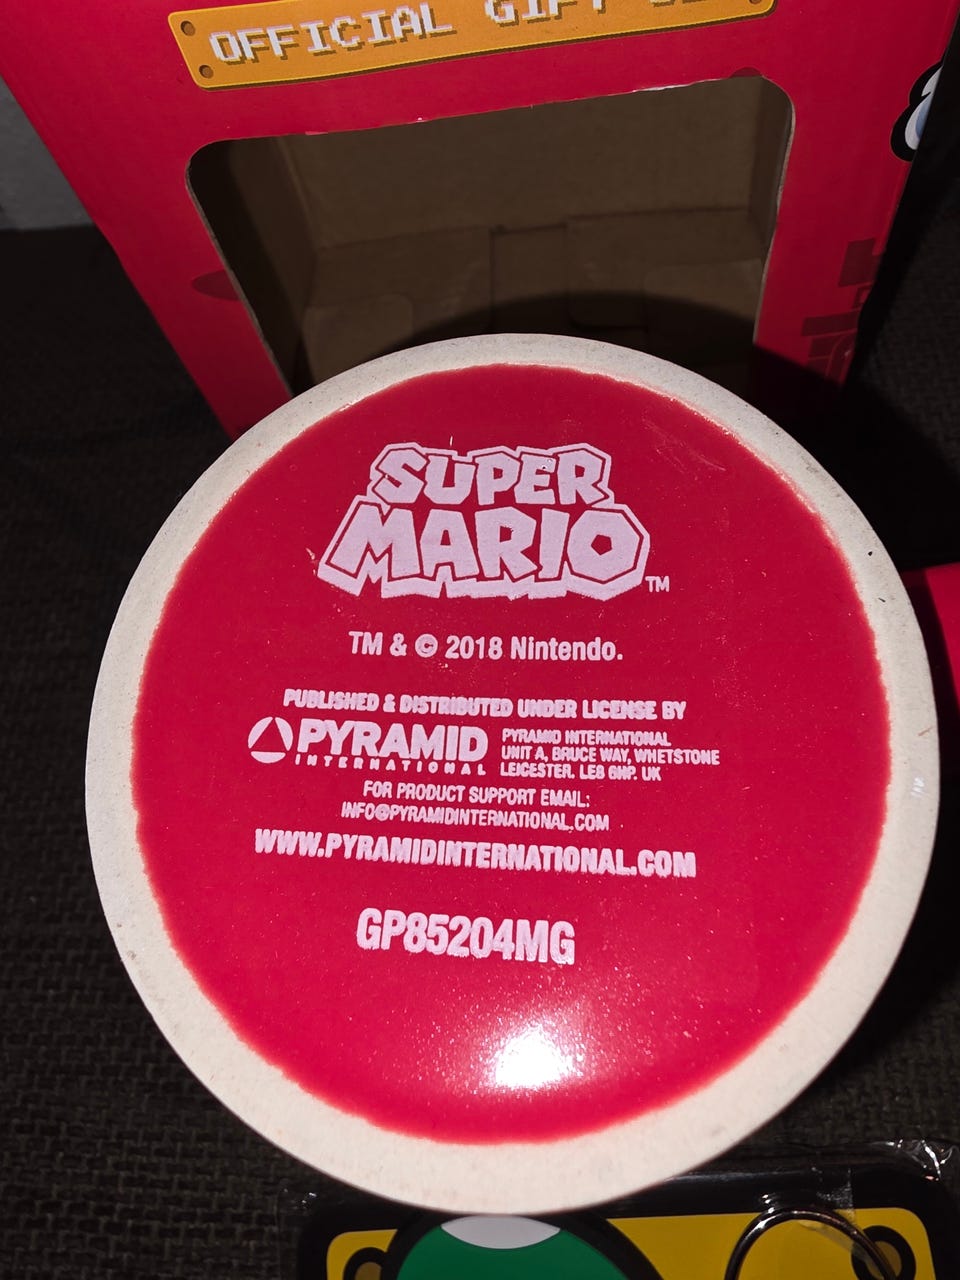 OFFICIAL GIFT
SUPER
MARIO
TM
TM & © 2018 Nintendo.
PUBLISHED & DISTRIBUTED UNDER LICENSE BY
PYRAMID
INTERNATIONAL
PYRAMID INTERNATIONAL
UNIT A, BRUCE WAY, WHETSTONE
LEICESTER. LE8 6HP. UK
FOR PRODUCT SUPPORT EMAIL:
INFO@PYRAMIDINTERNATIONAL.COM
WWW.PYRAMIDINTERNATIONAL.COM
GP85204MG